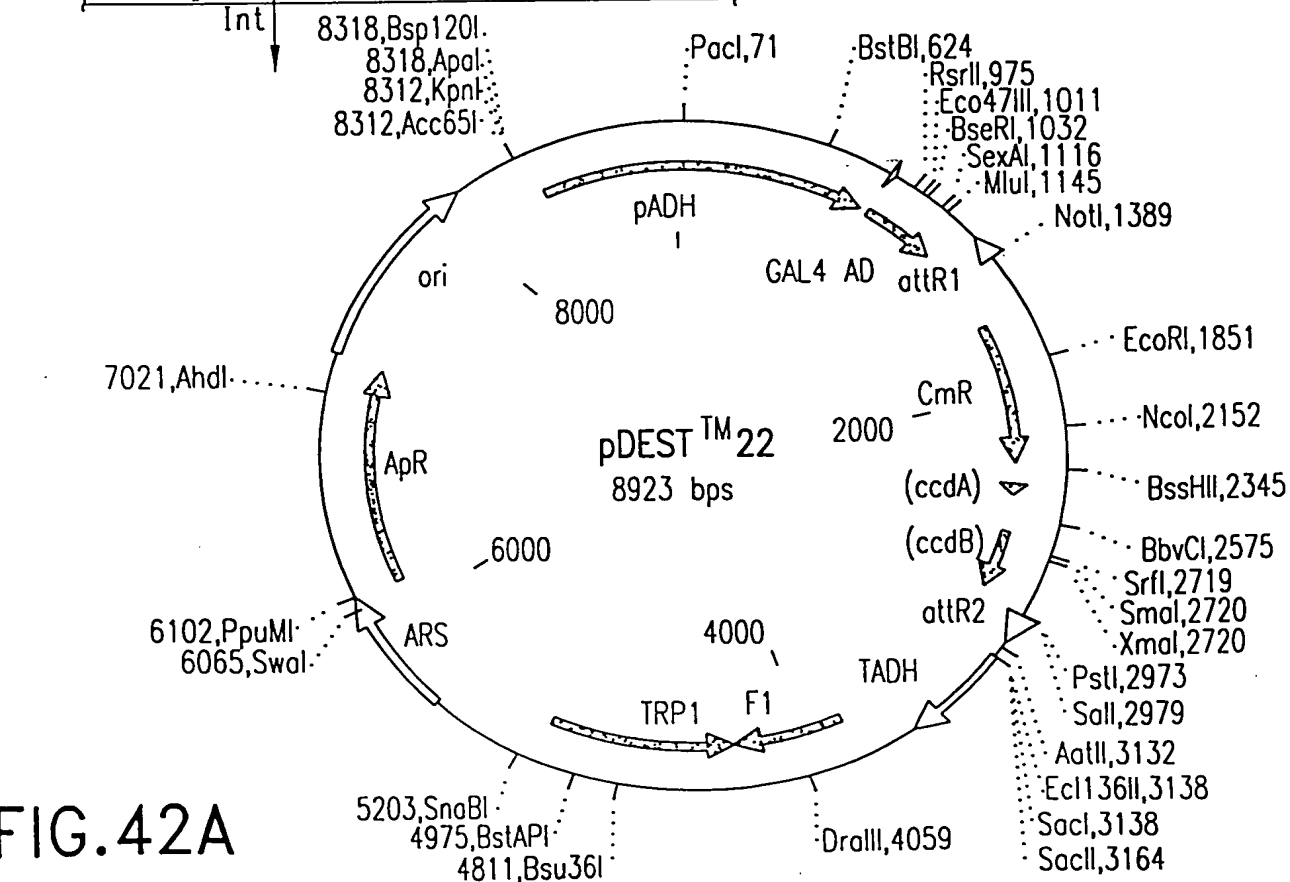 Int
8318,Bsp120I
8318,ApaI
8312,KpnI
8312,Acc65I
PacI,71
BstBI,624
RsrII,975
Eco47III,1011
BseRI,1032
SexAI,1116
MluI,1145
NotI,1389
pADH
GAL4 AD
attR1
ori
8000
EcoRI,1851
7021,AhdI
CmR
NcoI,2152
2000
pDEST™22
8923 bps
ApR
(ccdA)
BssHII,2345
(ccdB)
BbvCI,2575
6000
SrfI,2719
SmaI,2720
XmaI,2720
attR2
6102,PpuMI
6065,SwaI
ARS
4000
TADH
PstI,2973
SalI,2979
TRP1
F1
AatII,3132
Ecl136II,3138
SacI,3138
SacII,3164
5203,SnaBI
4975,BstAPI
4811,Bsu36I
DraIII,4059
FIG.42A